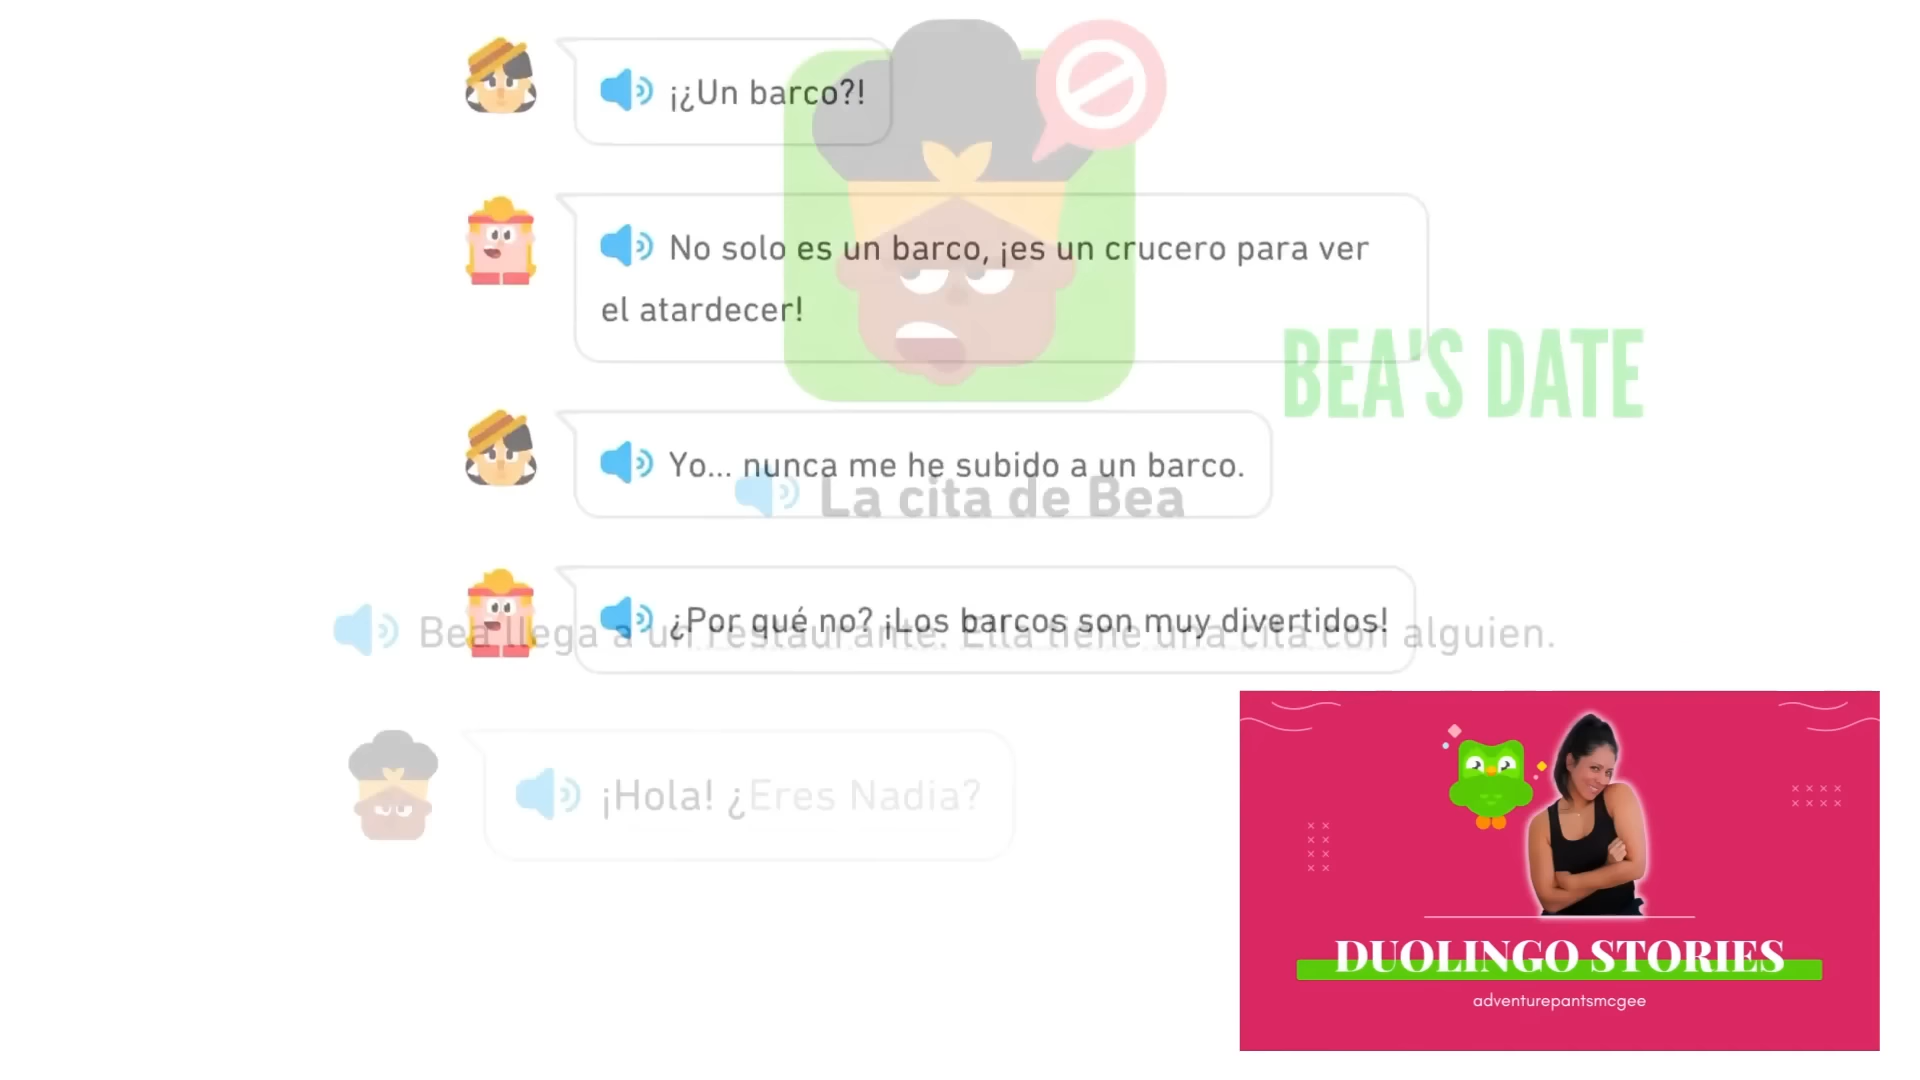 ¡¿Un barco?!
No solo es un barco, ¡es un crucero para ver
el atardecer!
BEA'S DATE
Yo... nunca me he subido a un barco.
La cita de Bea
¿Por qué no? ¡Los barcos son muy divertidos!
Bea llega a un restaurante. Ella tiene una cita con alguien.
¡Hola! ¿Eres Nadia?
DUOLINGO STORIES
adventurepantsmcgee